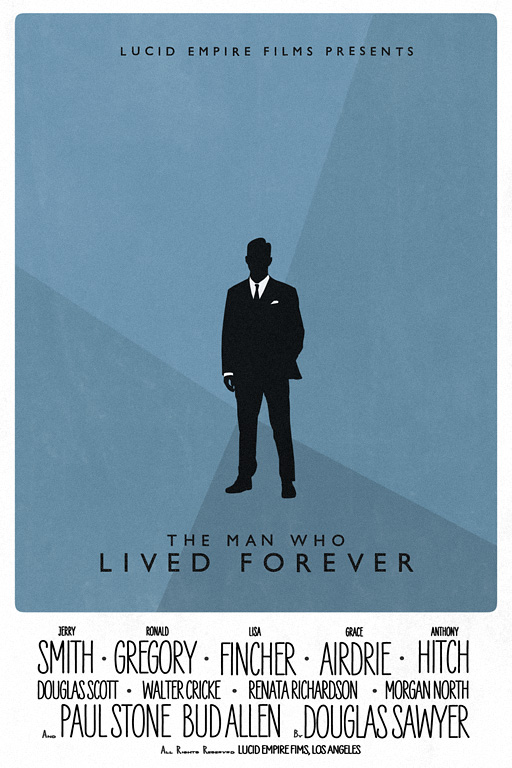 LUCID EMPIRE FILMS PRESENTS
THE MAN WHO
LIVED FOREVER
JERRY RONALD LISA GRACE ANTHONY
SMITH · GREGORY · FINCHER · AIRDRIE · HITCH
DOUGLAS SCOTT · WALTER CRICKE · RENATA RICHARDSON · MORGAN NORTH
AND PAUL STONE BUD ALLEN BY DOUGLAS SAWYER
ALL RIGHTS RESERVED LUCID EMPIRE FIMS, LOS ANGELES